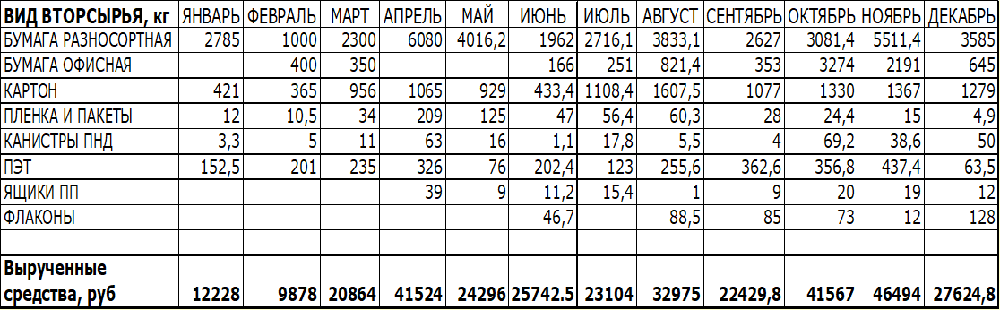 ВИД ВТОРСЫРЬЯ, кг ЯНВАРЬ ФЕВРАЛЬ МАРТ АПРЕЛЬ МАЙ ИЮНЬ ИЮЛЬ АВГУСТ СЕНТЯБРЬ ОКТЯБРЬ НОЯБРЬ ДЕКАБРЬ
БУМАГА РАЗНОСОРТНАЯ 2785 1000 2300 6080 4016,2 1962 2716,1 3833,1 2627 3081,4 5511,4 3585
БУМАГА ОФИСНАЯ 400 350 166 251 821,4 353 3274 2191 645
КАРТОН 421 365 956 1065 929 433,4 1108,4 1607,5 1077 1330 1367 1279
ПЛЕНКА И ПАКЕТЫ 12 10,5 34 209 125 47 56,4 60,3 28 24,4 15 4,9
КАНИСТРЫ ПНД 3,3 5 11 63 16 1,1 17,8 5,5 4 69,2 38,6 50
ПЭТ 152,5 201 235 326 76 202,4 123 255,6 362,6 356,8 437,4 63,5
ЯЩИКИ ПП 39 9 11,2 15,4 1 9 20 19 12
ФЛАКОНЫ 46,7 88,5 85 73 12 128
Вырученные
средства, руб 12228 9878 20864 41524 24296 25742.5 23104 32975 22429,8 41567 46494 27624,8